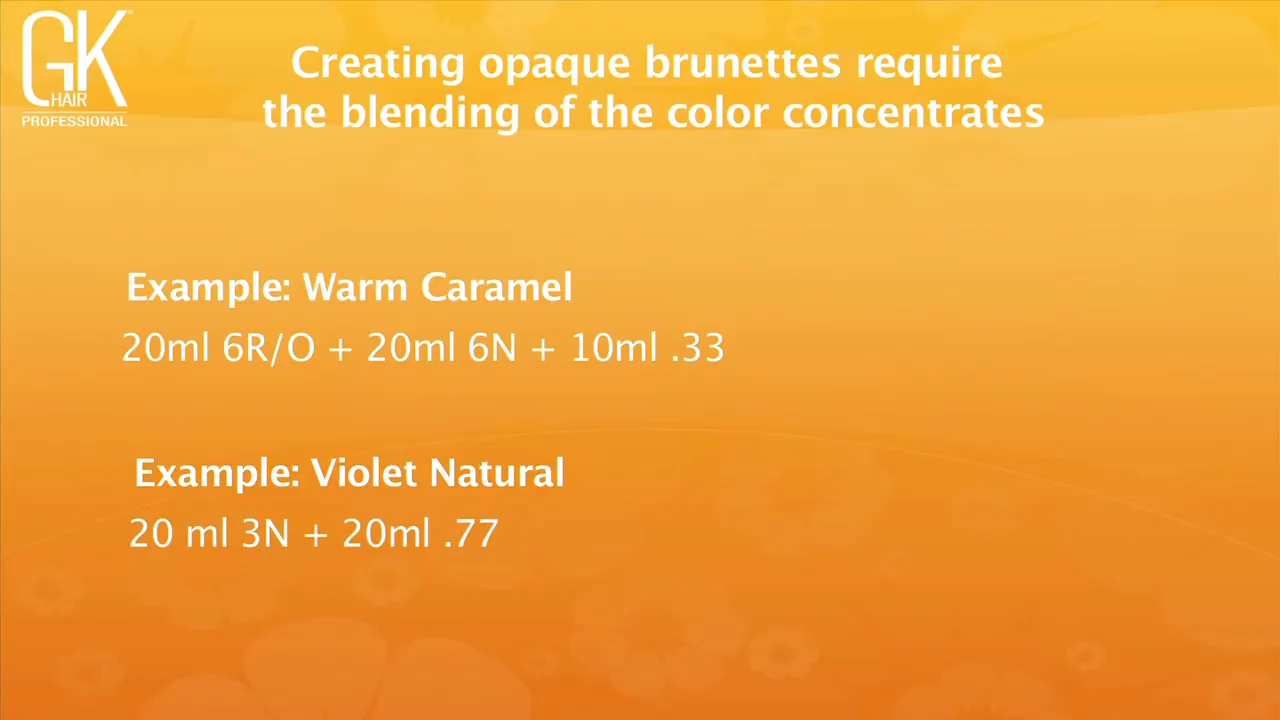 GK
HAIR
PROFESSIONAL
Creating opaque brunettes require
the blending of the color concentrates
Example: Warm Caramel
20ml 6R/O + 20ml 6N + 10ml .33
Example: Violet Natural
20 ml 3N + 20ml .77